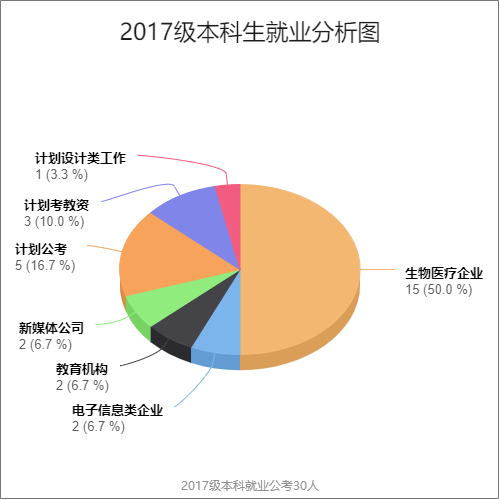 2017级本科生就业分析图
计划设计类工作
1 (3.3 %)
计划考教资
3 (10.0 %)
计划公考
5 (16.7 %)
生物医疗企业
15 (50.0 %)
新媒体公司
2 (6.7 %)
教育机构
2 (6.7 %)
电子信息类企业
2 (6.7 %)
2017级本科就业公考30人